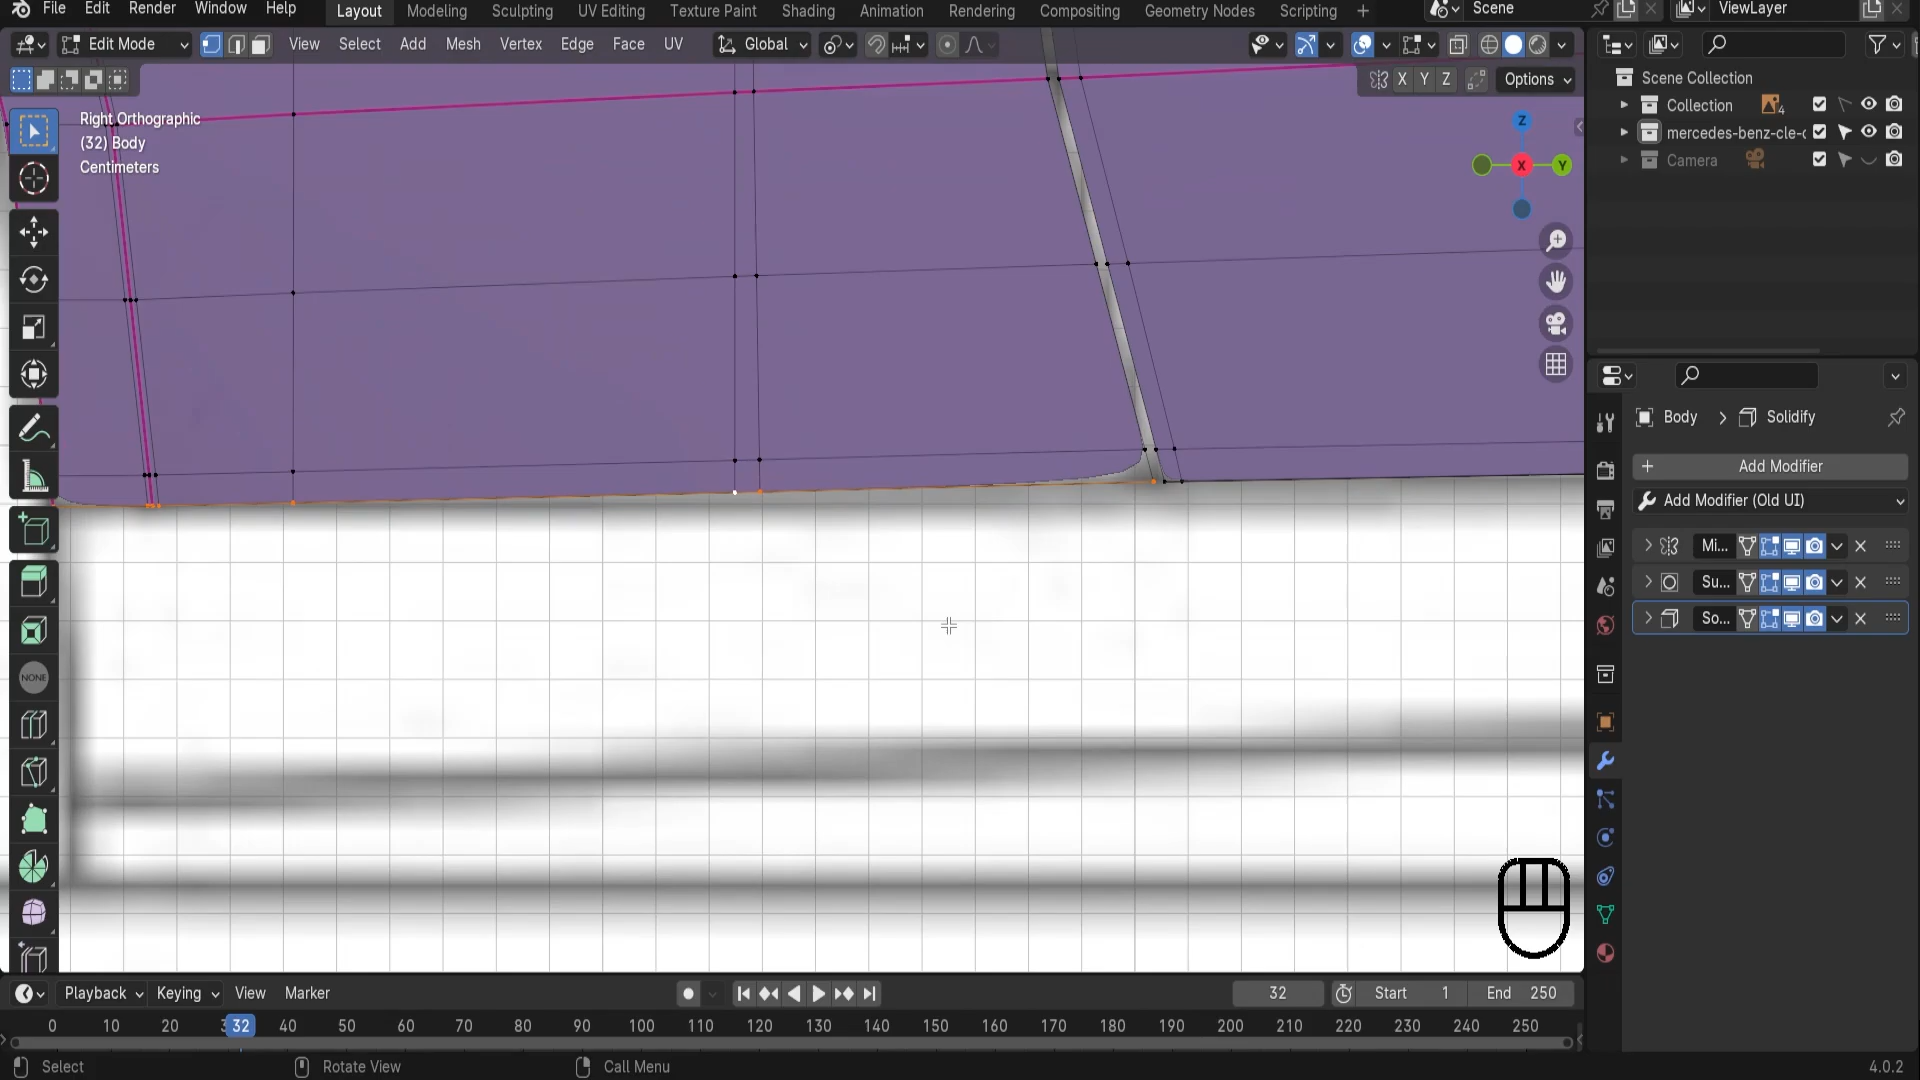 File Edit Render Window Help Layout Modeling Sculpting UV Editing Texture Paint Shading Animation Rendering Compositing Geometry Nodes Scripting + Scene ViewLayer
Edit Mode View Select Add Mesh Vertex Edge Face UV Global
X Y Z Options
Right Orthographic
(32) Body
Centimeters
Z
X
Y
NONE
Scene Collection
Collection 4
mercedes-benz-cle-c
Camera
Body > Solidify
+ Add Modifier
Add Modifier (Old UI)
Mi...
Su...
So...
Playback Keying View Marker 32 Start 1 End 250
0 10 20 32 40 50 60 70 80 90 100 110 120 130 140 150 160 170 180 190 200 210 220 230 240 250
Select Rotate View Call Menu 4.0.2